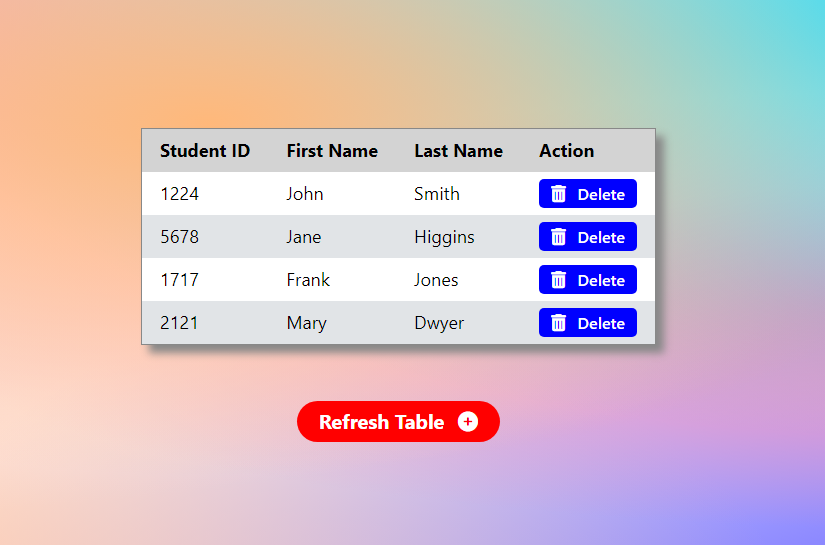 Student ID First Name Last Name Action
1224 John Smith Delete
5678 Jane Higgins Delete
1717 Frank Jones Delete
2121 Mary Dwyer Delete
Refresh Table